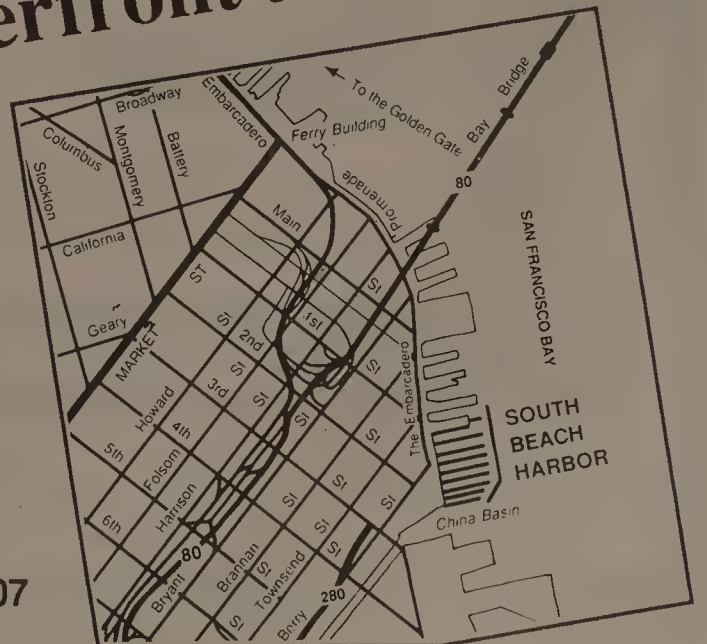 To the Golden Gate
Bay Bridge
80
Broadway
Embarcadero
Ferry Building
Columbus
Montgomery
Battery
Stockton
Promenade
California
Main
St
SAN FRANCISCO BAY
Geary
MARKET ST
1st St
2nd St
3rd St
4th St
5th St
6th St
Howard
Folsom
Harrison
The Embarcadero
SOUTH
BEACH
HARBOR
China Basin
80
Bryant
Brannan St
Townsend St
Berry
280
St
07